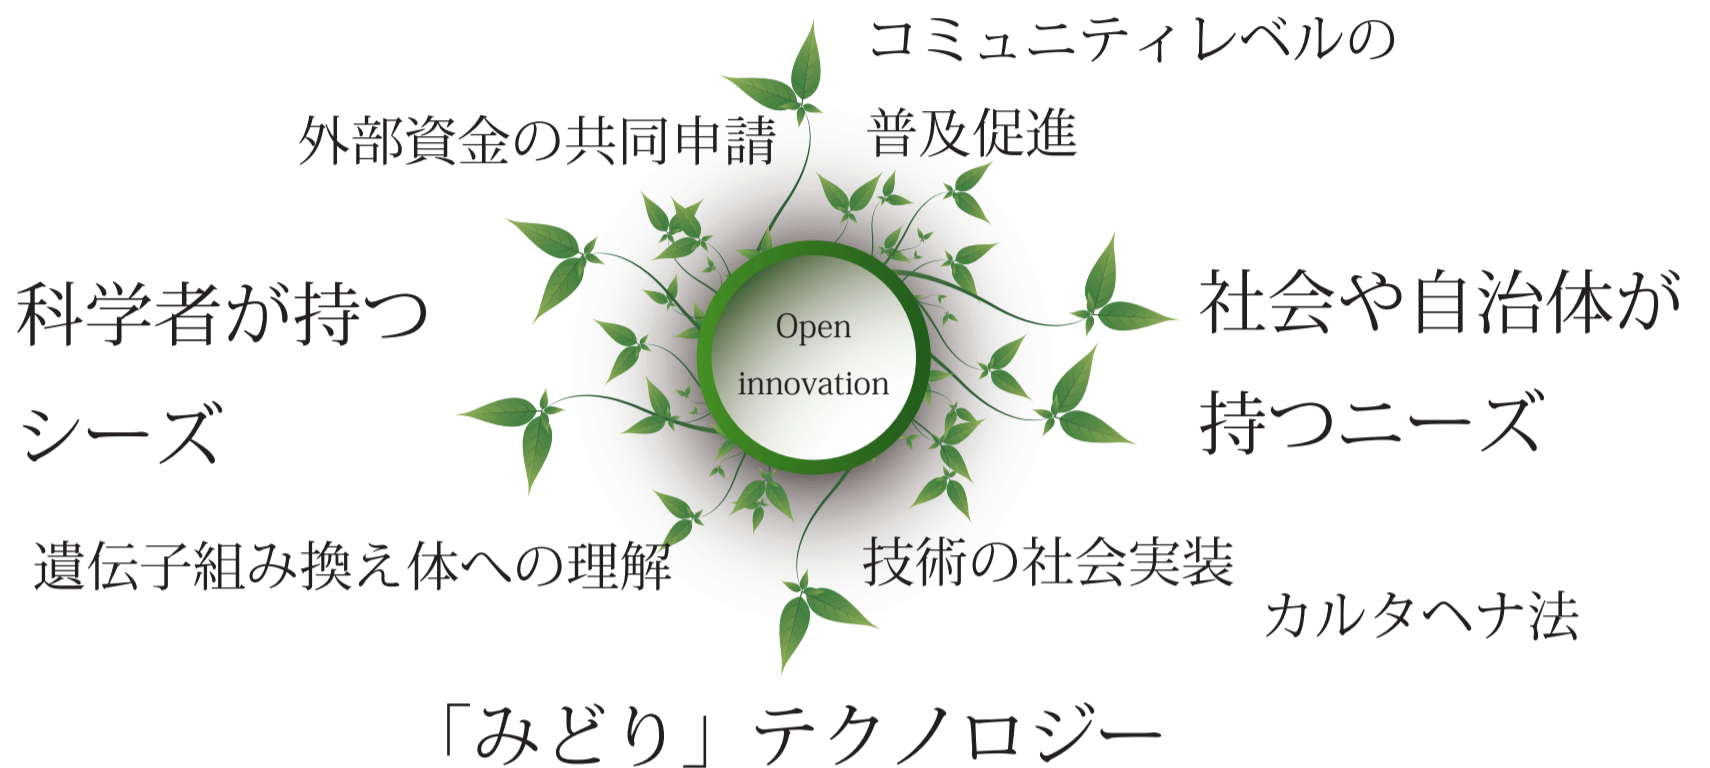 コミュニティレベルの
普及促進
外部資金の共同申請
科学者が持つ
シーズ
Open
innovation
社会や自治体が
持つニーズ
遺伝子組み換え体への理解
技術の社会実装
カルタヘナ法
「みどり」テクノロジー